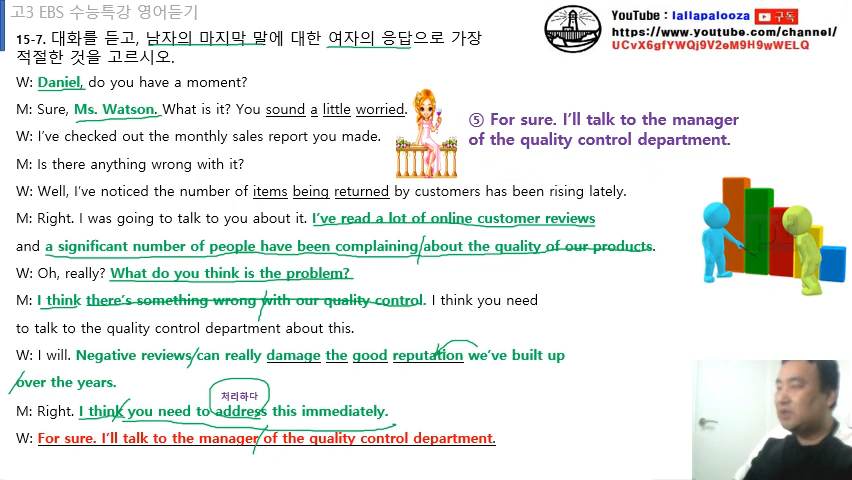 고3 EBS 수능특강 영어듣기
YouTube : lallapalooza 구독
https://www.youtube.com/channel/
UCvX6gfYWQj9V2eM9H9wWELQ
15-7. 대화를 듣고, 남자의 마지막 말에 대한 여자의 응답으로 가장
적절한 것을 고르시오.
W: Daniel, do you have a moment?
M: Sure, Ms. Watson. What is it? You sound a little worried.
⑤ For sure. I’ll talk to the manager
of the quality control department.
W: I’ve checked out the monthly sales report you made.
M: Is there anything wrong with it?
W: Well, I’ve noticed the number of items being returned by customers has been rising lately.
M: Right. I was going to talk to you about it. I’ve read a lot of online customer reviews
and a significant number of people have been complaining about the quality of our products.
W: Oh, really? What do you think is the problem?
M: I think there’s something wrong with our quality control. I think you need
to talk to the quality control department about this.
W: I will. Negative reviews can really damage the good reputation we’ve built up
over the years.
처리하다
M: Right. I think you need to address this immediately.
W: For sure. I’ll talk to the manager of the quality control department.